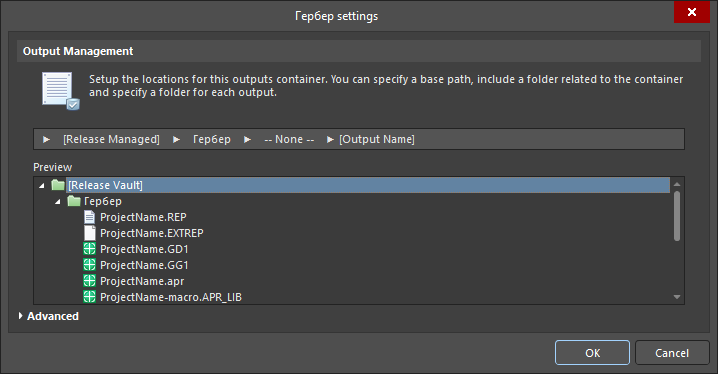 Гербер settings
Output Management
Setup the locations for this outputs container. You can specify a base path, include a folder related to the container
and specify a folder for each output.
[Release Managed] Гербер -- None -- [Output Name]
Preview
[Release Vault]
Гербер
ProjectName.REP
ProjectName.EXTREP
ProjectName.GD1
ProjectName.GG1
ProjectName.apr
ProjectName-macro.APR_LIB
Advanced
OK Cancel